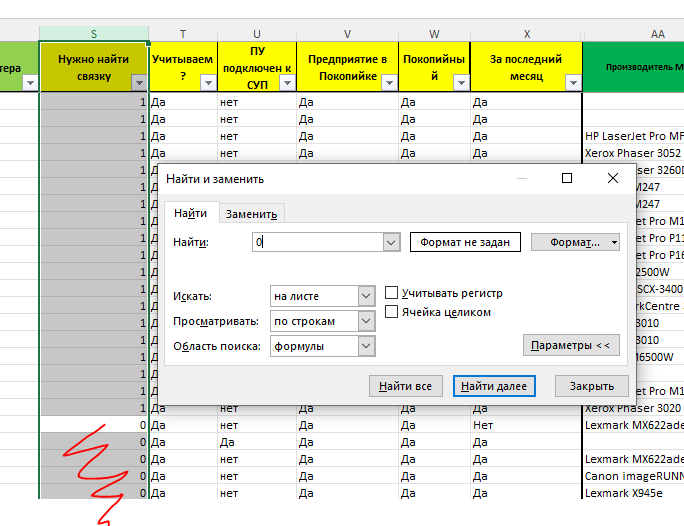 S T U V W X AA
тера Нужно найти связку Учитываем ? ПУ подключен к СУП Предприятие в Покопийке Покопийны й За последний месяц Производитель М
1 Да нет Да Да Да
1 Да нет Да Да Да
1 Да нет Да Да Да HP LaserJet Pro MF
1 Да нет Да Да Да Xerox Phaser 3052
1 Д ser 3260D
1 Д M247
1 Д M247
1 Д et Pro M1
1 Д et Pro P11
1 Д et Pro P16
1 Д 2500W
1 Д SCX-3400
1 Д rkCentre
1 Д 3010
1 Д 3010
1 Д M6500W
1 Д
1 Д et Pro M1
1 Да нет Да Да Да Xerox Phaser 3020
0 Да нет Да Да Нет Lexmark MX622ade
0 Да Да Да Да Да
0 Да нет Да Да Да Lexmark MX622ade
0 Да нет Да Да Да Canon imageRUNN
0 Да нет Да Да Да Lexmark X945e
Найти и заменить
Найти Заменить
Найти: 0 Формат не задан Формат...
Искать: на листе Учитывать регистр
Просматривать: по строкам Ячейка целиком
Область поиска: формулы Параметры <<
Найти все Найти далее Закрыть